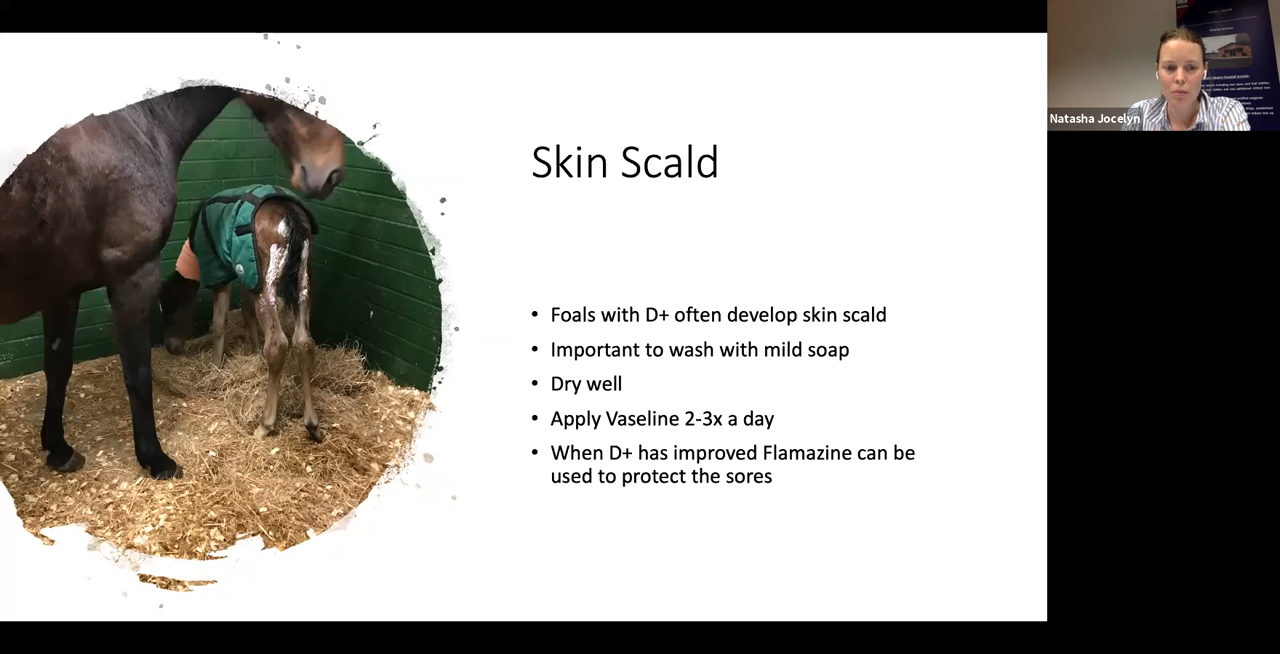 Skin Scald
• Foals with D+ often develop skin scald
• Important to wash with mild soap
• Dry well
• Apply Vaseline 2-3x a day
• When D+ has improved Flamazine can be
used to protect the sores
Natasha Jocelyn